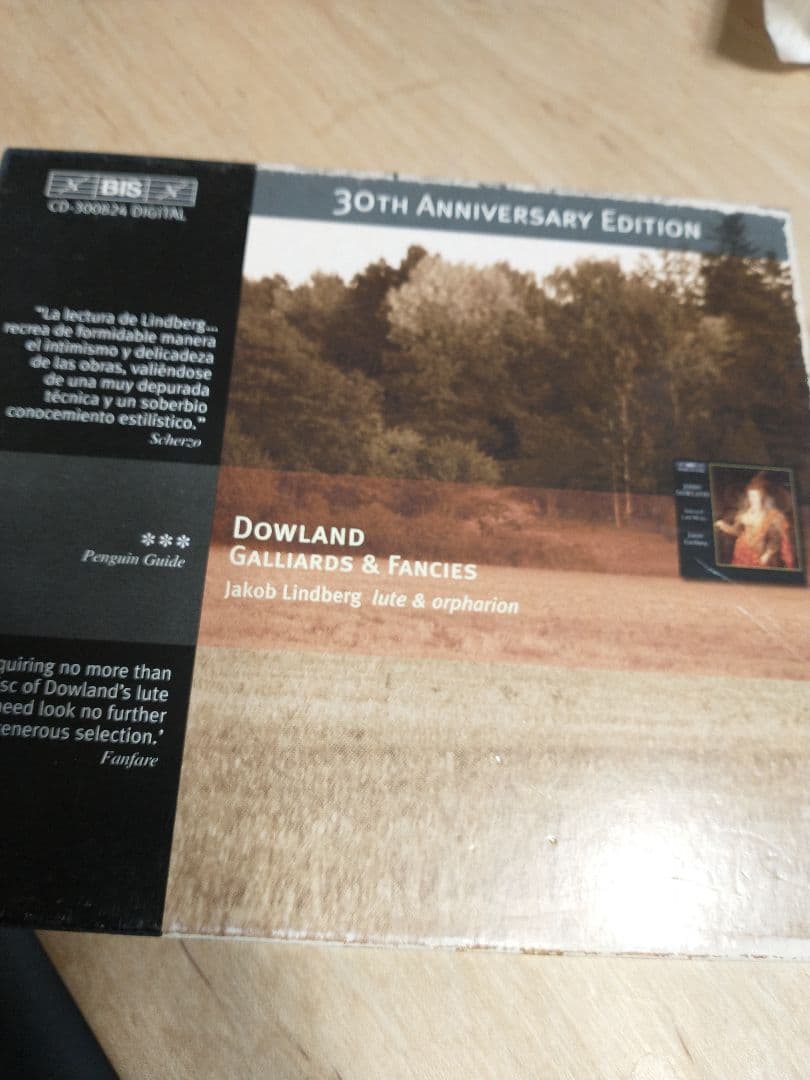 BIS
CD-300824 DIGITAL
30TH ANNIVERSARY EDITION
"La lectura de Lindberg...
recrea de formidable manera
el intimismo y delicadeza
de las obras, valiéndose
de una muy depurada
técnica y un soberbio
conocimiento estilístico."
Scherzo
***
Penguin Guide
DOWLAND
GALLIARDS & FANCIES
Jakob Lindberg lute & orpharion
quiring no more than
sc of Dowland's lute
need look no further
enerous selection.'
Fanfare